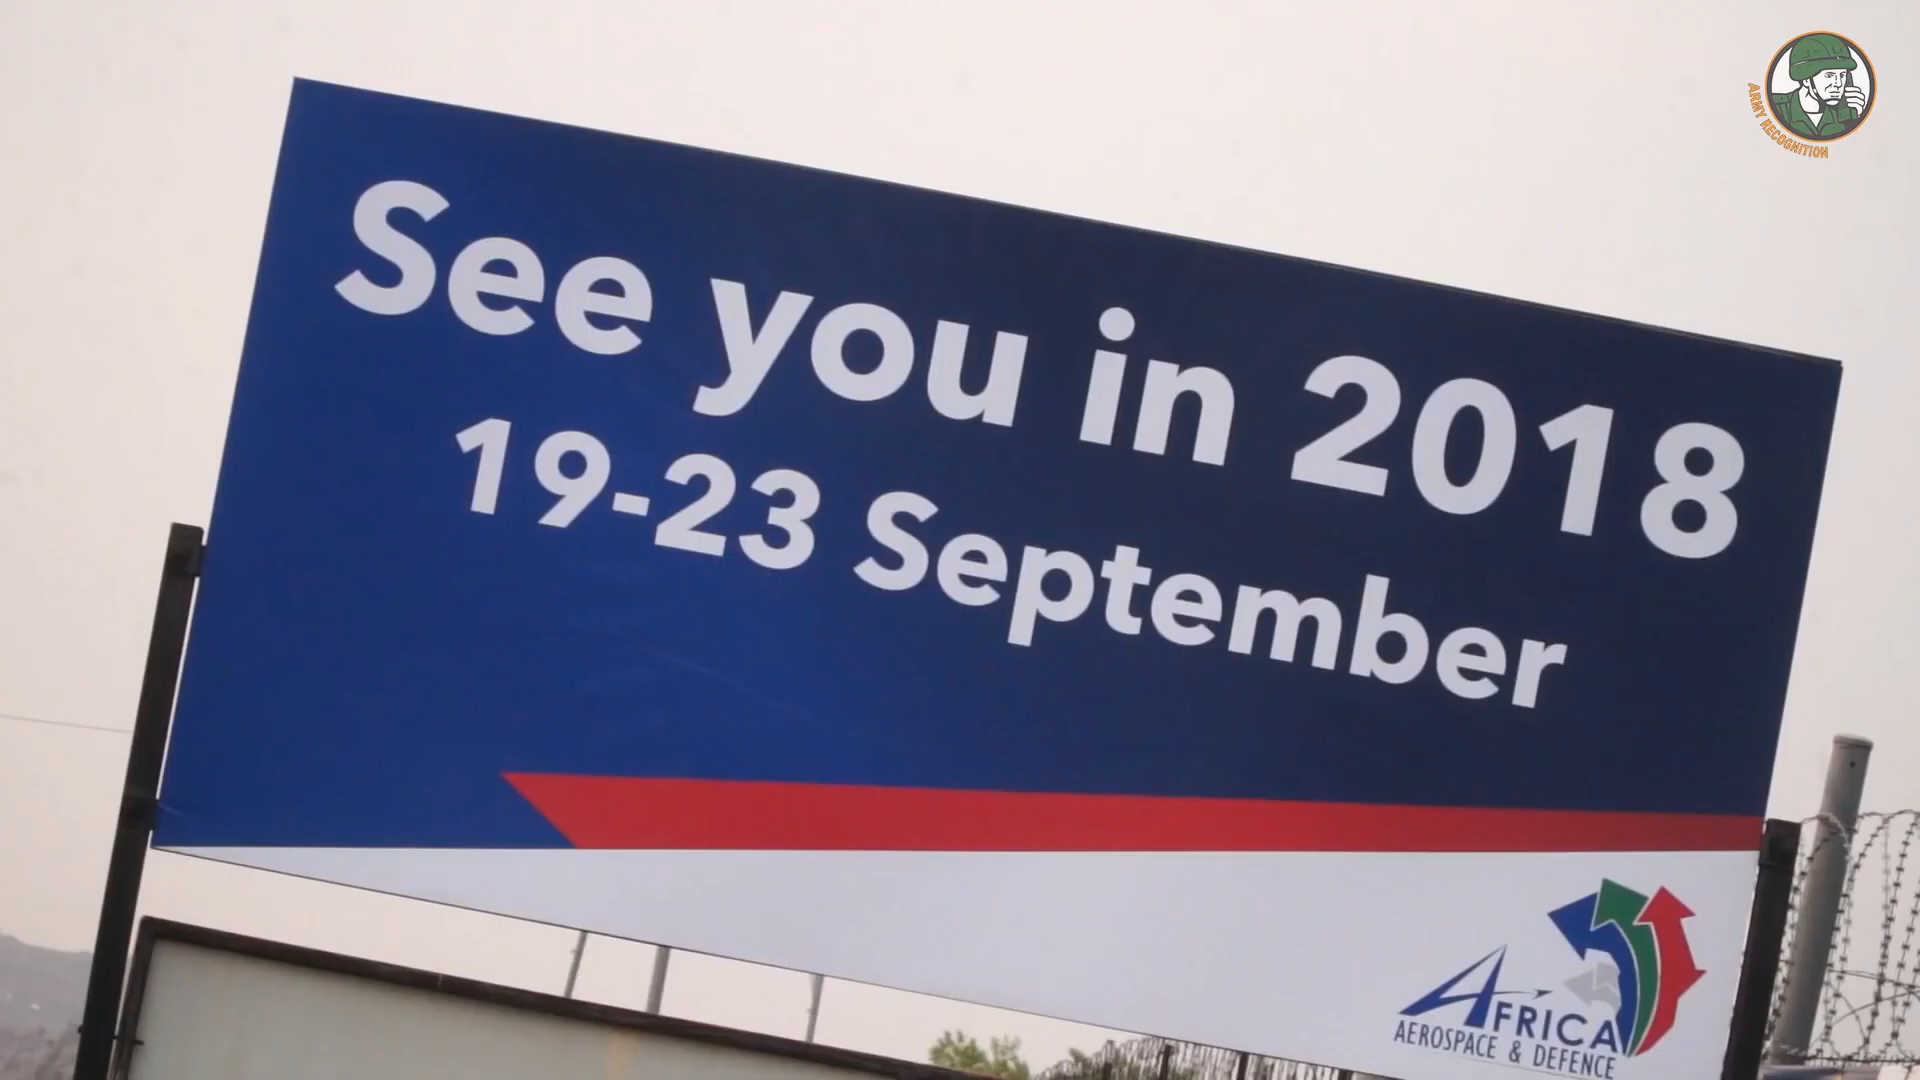 ARMY RECOGNITION
See you in 2018
19-23 September
AFRICA
AEROSPACE & DEFENCE